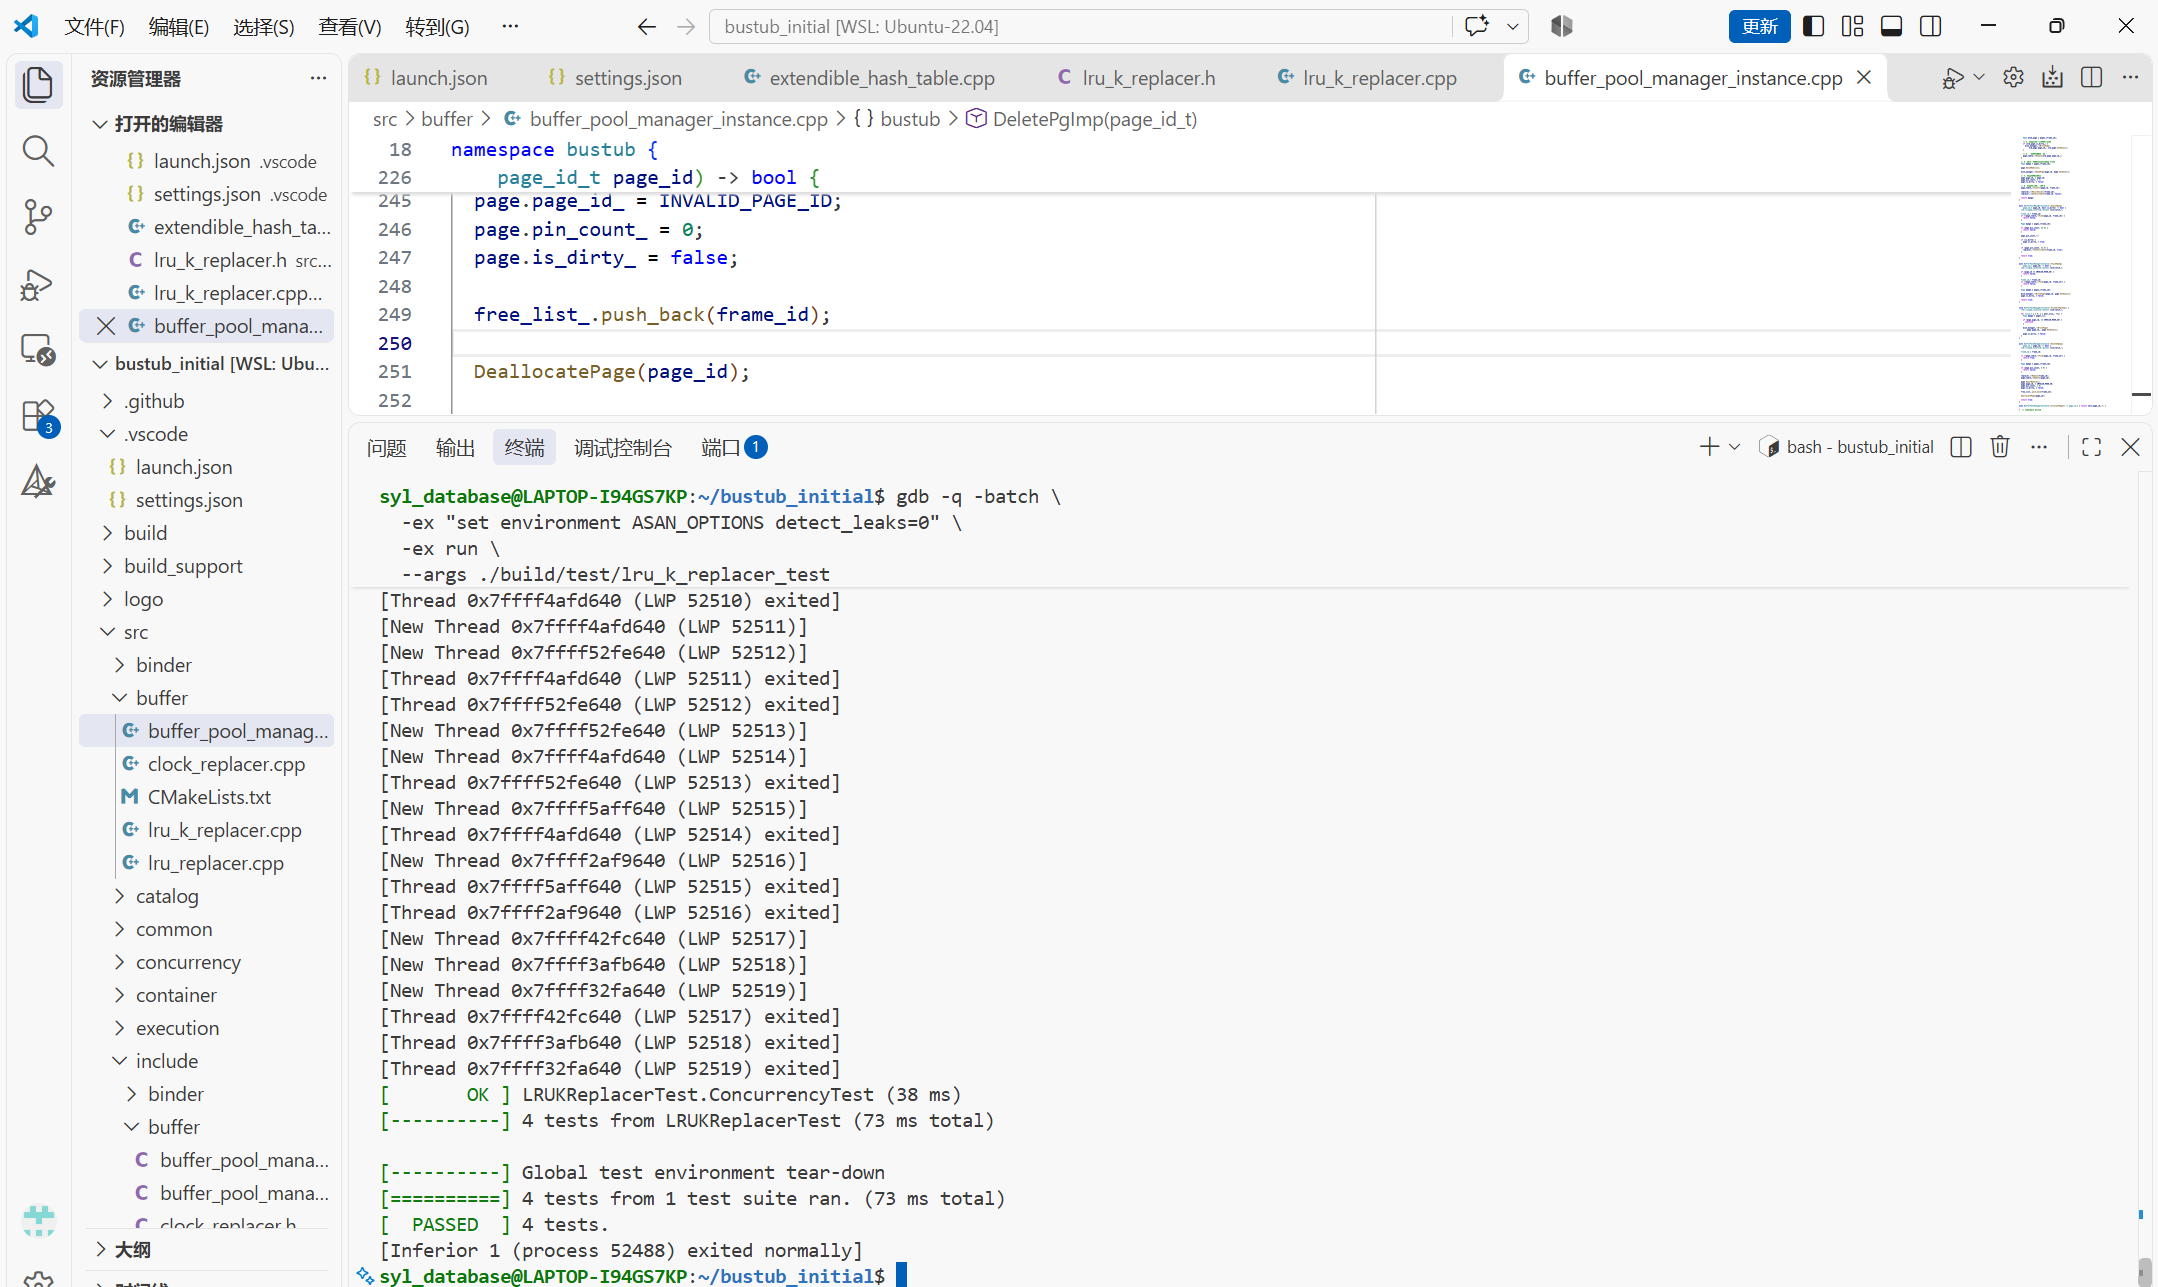 文件(F) 编辑(E) 选择(S) 查看(V) 转到(G) ··· bustub_initial [WSL: Ubuntu-22.04] 更新
资源管理器 ···
打开的编辑器
launch.json .vscode
settings.json .vscode
extendible_hash_ta...
lru_k_replacer.h src...
lru_k_replacer.cpp...
buffer_pool_mana...
bustub_initial [WSL: Ubu...
.github
.vscode
launch.json
settings.json
build
build_support
logo
src
binder
buffer
buffer_pool_manag...
clock_replacer.cpp
CMakeLists.txt
lru_k_replacer.cpp
lru_replacer.cpp
catalog
common
concurrency
container
execution
include
binder
buffer
buffer_pool_mana...
buffer_pool_mana...
clock_replacer.h
大纲
3
launch.json settings.json extendible_hash_table.cpp lru_k_replacer.h lru_k_replacer.cpp buffer_pool_manager_instance.cpp
src > buffer > buffer_pool_manager_instance.cpp > {} bustub > DeletePgImp(page_id_t)
18 namespace bustub {
226 page_id_t page_id) -> bool {
245 page.page_id_ = INVALID_PAGE_ID;
246 page.pin_count_ = 0;
247 page.is_dirty_ = false;
248
249 free_list_.push_back(frame_id);
250
251 DeallocatePage(page_id);
252
问题 输出 终端 调试控制台 端口 1 bash - bustub_initial
syl_database@LAPTOP-I94GS7KP:~/bustub_initial$ gdb -q -batch \
-ex "set environment ASAN_OPTIONS detect_leaks=0" \
-ex run \
--args ./build/test/lru_k_replacer_test
[Thread 0x7ffff4afd640 (LWP 52510) exited]
[New Thread 0x7ffff4afd640 (LWP 52511)]
[New Thread 0x7ffff52fe640 (LWP 52512)]
[Thread 0x7ffff4afd640 (LWP 52511) exited]
[Thread 0x7ffff52fe640 (LWP 52512) exited]
[New Thread 0x7ffff52fe640 (LWP 52513)]
[New Thread 0x7ffff4afd640 (LWP 52514)]
[Thread 0x7ffff52fe640 (LWP 52513) exited]
[New Thread 0x7ffff5aff640 (LWP 52515)]
[Thread 0x7ffff4afd640 (LWP 52514) exited]
[New Thread 0x7ffff2af9640 (LWP 52516)]
[Thread 0x7ffff5aff640 (LWP 52515) exited]
[Thread 0x7ffff2af9640 (LWP 52516) exited]
[New Thread 0x7ffff42fc640 (LWP 52517)]
[New Thread 0x7ffff3afb640 (LWP 52518)]
[New Thread 0x7ffff32fa640 (LWP 52519)]
[Thread 0x7ffff42fc640 (LWP 52517) exited]
[Thread 0x7ffff3afb640 (LWP 52518) exited]
[Thread 0x7ffff32fa640 (LWP 52519) exited]
[ OK ] LRUKReplacerTest.ConcurrencyTest (38 ms)
[----------] 4 tests from LRUKReplacerTest (73 ms total)
[----------] Global test environment tear-down
[==========] 4 tests from 1 test suite ran. (73 ms total)
[ PASSED ] 4 tests.
[Inferior 1 (process 52488) exited normally]
syl_database@LAPTOP-I94GS7KP:~/bustub_initial$